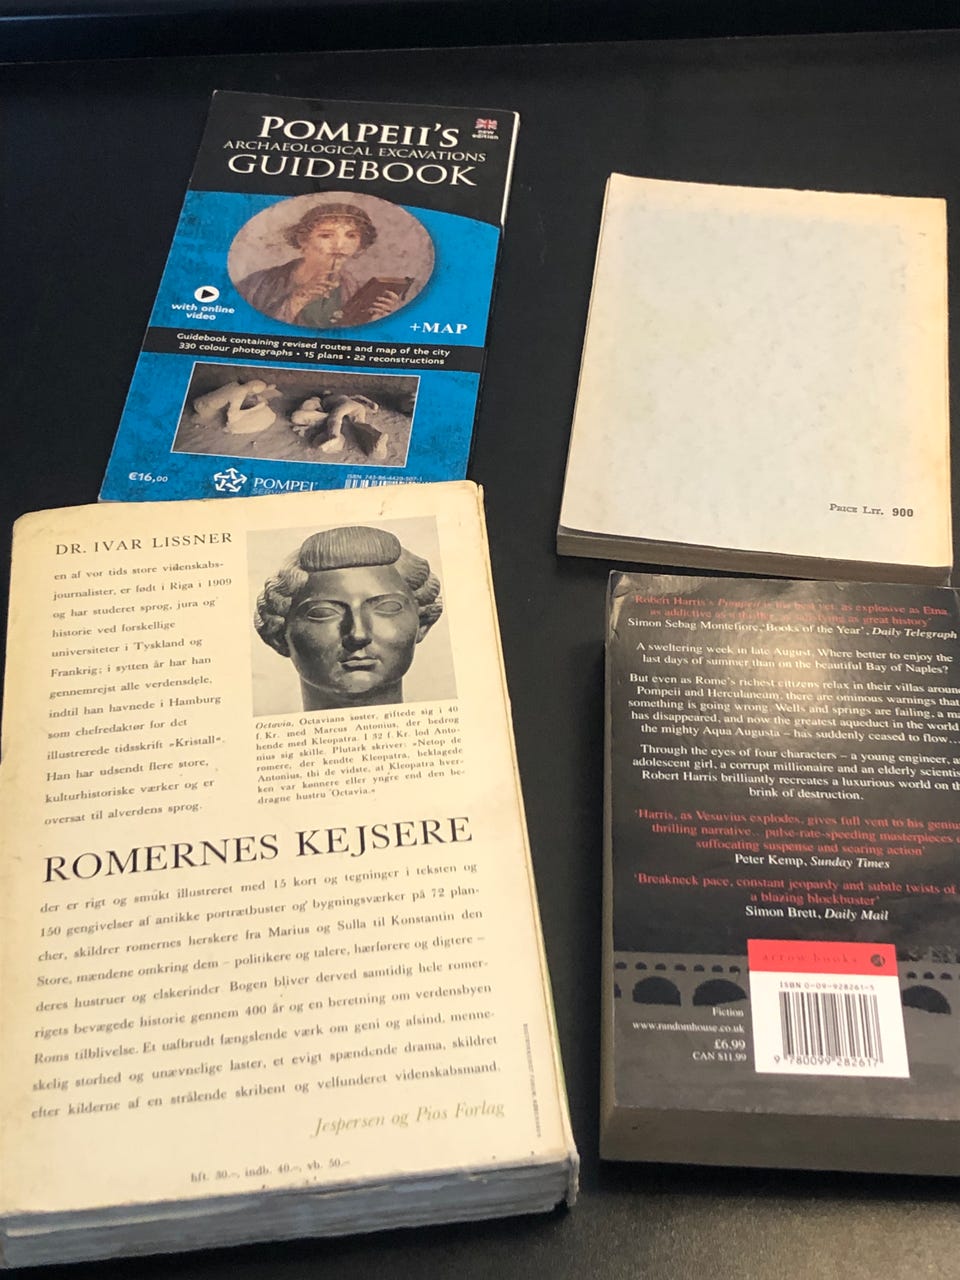 POMPEII'S
ARCHAEOLOGICAL EXCAVATIONS
GUIDEBOOK
new
edition
with online
video
+MAP
Guidebook containing revised routes and map of the city
330 colour photographs • 15 plans • 22 reconstructions
€16,00
POMPEI
PRICE LIT. 900
DR. IVAR LISSNER
en af vor tids store videnskabs-
journalister, er født i Riga i 1909
og har studeret sprog, jura og
historie ved forskellige
universiteter i Tyskland og
Frankrig; i sytten år har han
gennemrejst alle verdensdele,
indtil han havnede i Hamburg
som chefredaktør for det
illustrerede tidsskrift »Kristall«.
Han har udsendt flere store,
kulturhistoriske værker og er
oversat til alverdens sprog.
Octavia, Octavians søster, giftede sig i 40
f. Kr. med Marcus Antonius, der bedrog
hende med Kleopatra. I 32 f. Kr. lod Anto-
nius sig skille. Plutark skriver: »Netop de
romere, der kendte Kleopatra, beklagede
Antonius, thi de vidste, at Kleopatra hver-
ken var kønnere eller yngre end den be-
dragne hustru Octavia.«
ROMERNES KEJSERE
der er rigt og smukt illustreret med 15 kort og tegninger i teksten og
150 gengivelser af antikke portrætbuster og bygningsværker på 72 plan-
cher, skildrer romernes herskere fra Marius og Sulla til Konstantin den
Store, mændene omkring dem – politikere og talere, hærførere og digtere –
deres hustruer og elskerinder. Bogen bliver derved samtidig hele romer-
rigets bevægede historie gennem 400 år og en beretning om verdensbyen
Roms tilblivelse. Et uafbrudt fængslende værk om geni og afsind, menne-
skelig storhed og unævnelige laster, et evigt spændende drama, skildret
efter kilderne af en strålende skribent og velfunderet videnskabsmand.
Jespersen og Pios Forlag
hft. 30.–, indb. 40.–, vb. 50.–
'Robert Harris's Pompeii is his best yet, as explosive as Etna,
as addictive as a thriller, as satisfying as great history'
Simon Sebag Montefiore, 'Books of the Year', Daily Telegraph
A sweltering week in late August. Where better to enjoy the
last days of summer than on the beautiful Bay of Naples?
But even as Rome's richest citizens relax in their villas aroun
Pompeii and Herculaneum, there are ominous warnings that
something is going wrong. Wells and springs are failing, a ma
has disappeared, and now the greatest aqueduct in the world
the mighty Aqua Augusta – has suddenly ceased to flow…
Through the eyes of four characters – a young engineer, a
adolescent girl, a corrupt millionaire and an elderly scientis
Robert Harris brilliantly recreates a luxurious world on th
brink of destruction.
'Harris, as Vesuvius explodes, gives full vent to his genius
thrilling narrative... pulse-rate-speeding masterpieces o
suffocating suspense and searing action'
Peter Kemp, Sunday Times
'Breakneck pace, constant jeopardy and subtle twists of
a blazing blockbuster'
Simon Brett, Daily Mail
arrow books
ISBN 0-09-928261-5
9 780099 282617
Fiction
www.randomhouse.co.uk
£6.99
CAN $11.99